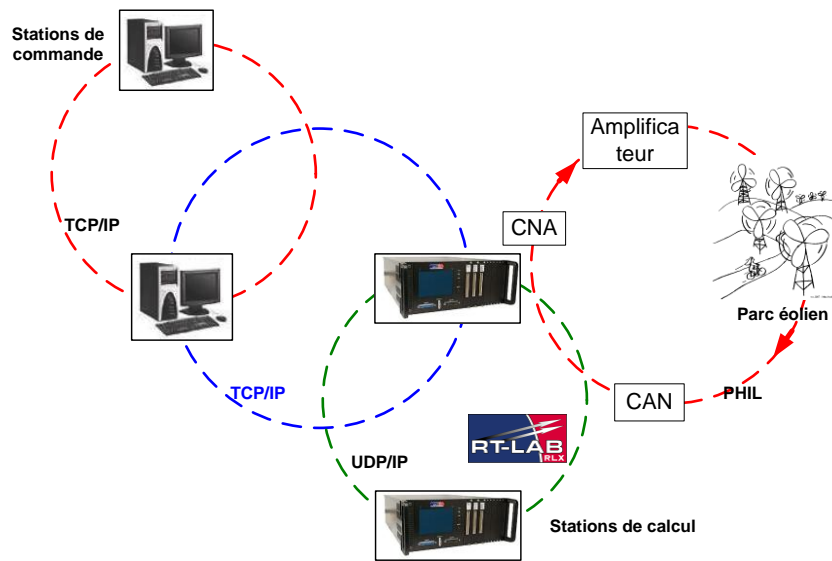 Stations de
commande
Amplifica
teur
TCP/IP
CNA
Parc éolien
TCP/IP
CAN
PHIL
RT-LAB
RLX
UDP/IP
Stations de calcul